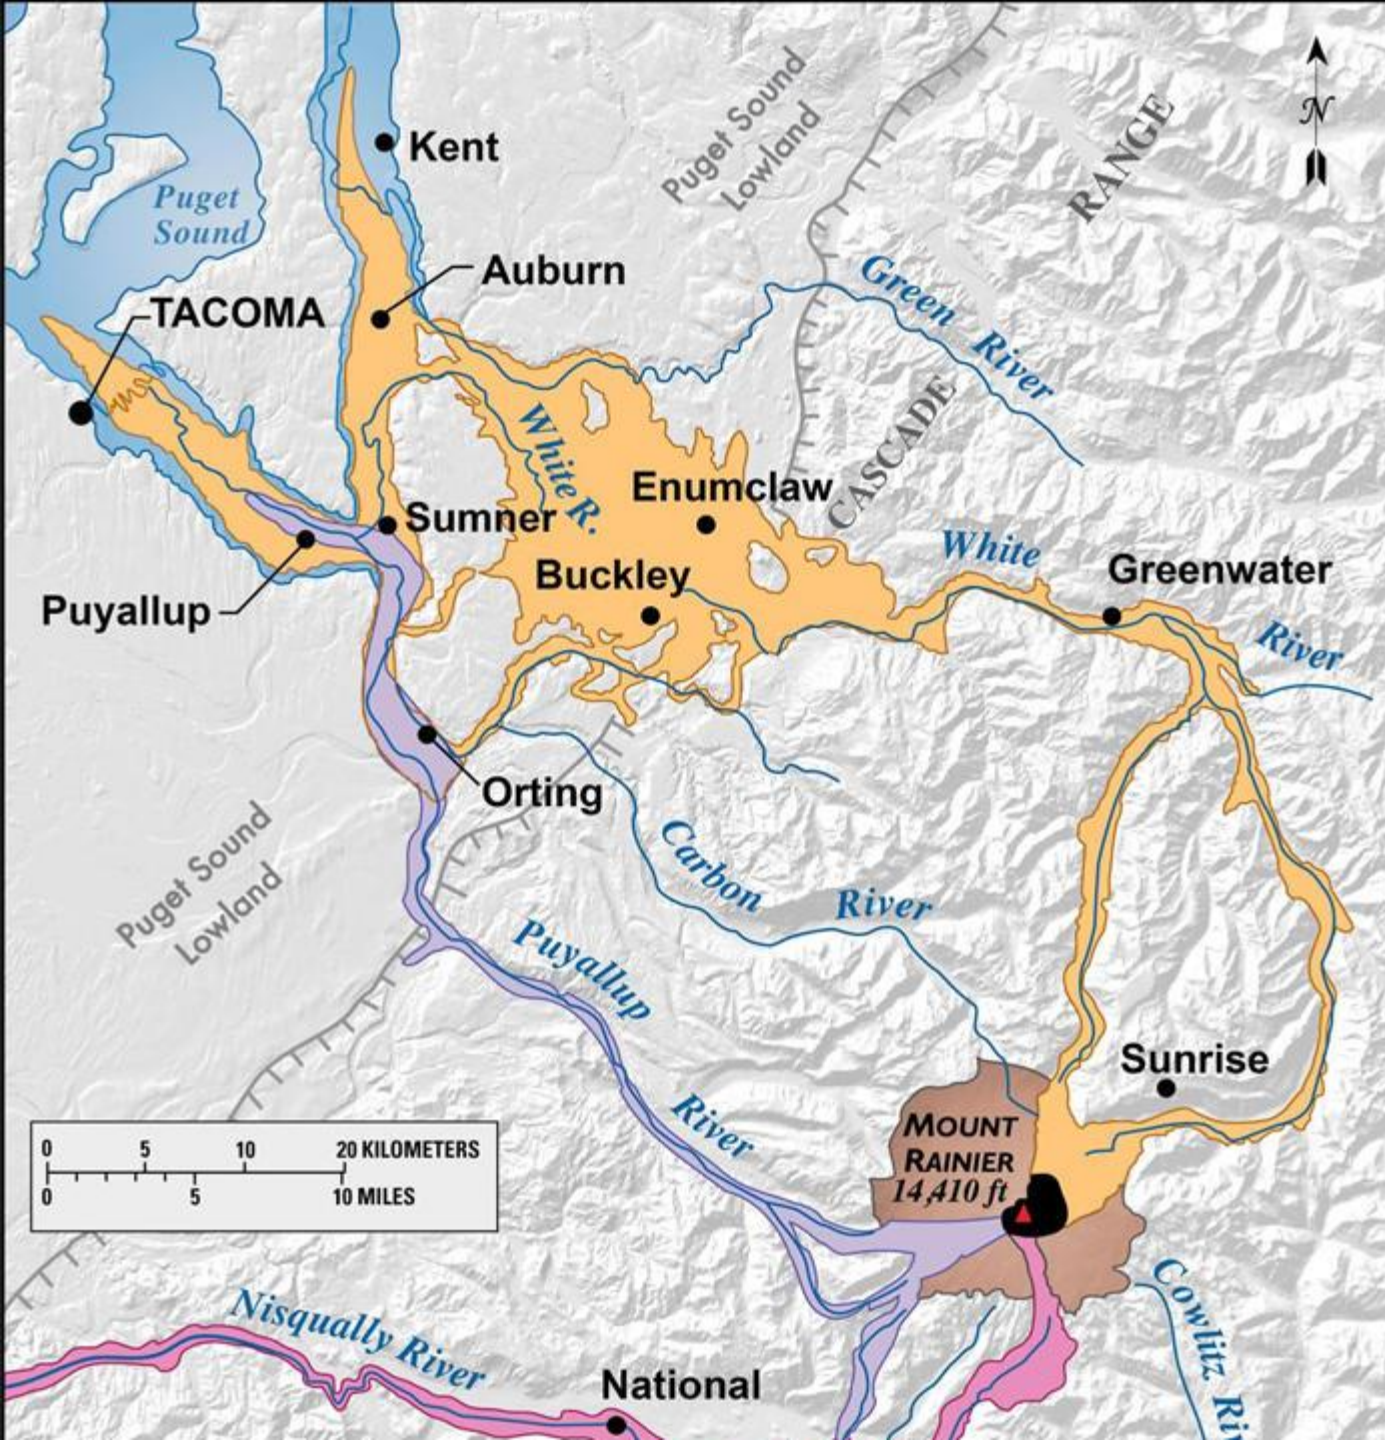 N
Kent
Puget Sound
Lowland
RANGE
Puget
Sound
Auburn
TACOMA
Green River
CASCADE
White R.
Enumclaw
Sumner
Buckley
White
Greenwater
River
Puyallup
Orting
Puget Sound
Lowland
Carbon
River
Puyallup
River
Sunrise
MOUNT
RAINIER
14,410 ft
0 5 10 20 KILOMETERS
0 5 10 MILES
Nisqually River
National
Cowlitz Riv